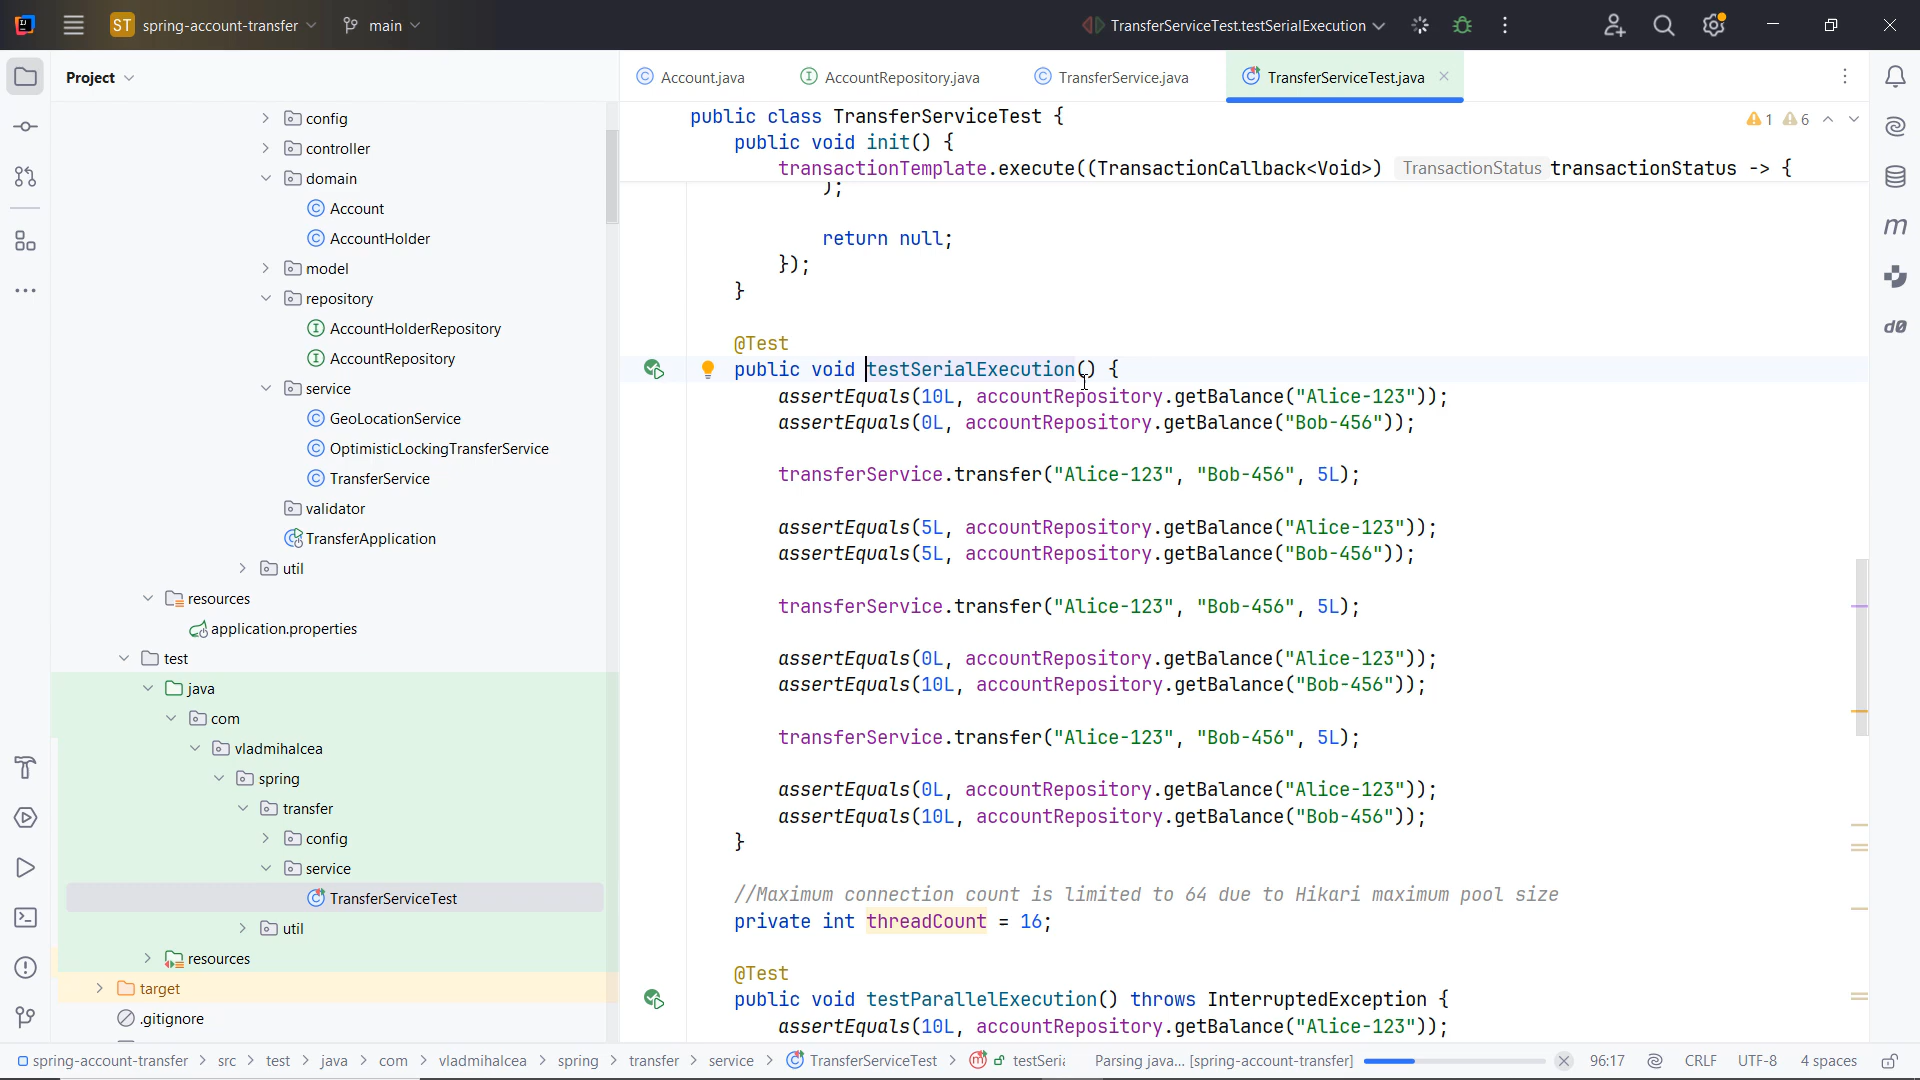 ST spring-account-transfer main TransferServiceTest.testSerialExecution
Project
Account.java AccountRepository.java TransferService.java TransferServiceTest.java
config
controller
domain
Account
AccountHolder
model
repository
AccountHolderRepository
AccountRepository
service
GeoLocationService
OptimisticLockingTransferService
TransferService
validator
TransferApplication
util
resources
application.properties
test
java
com
vladmihalcea
spring
transfer
config
service
TransferServiceTest
util
resources
target
.gitignore
1 6
public class TransferServiceTest {
public void init() {
transactionTemplate.execute((TransactionCallback<Void>) TransactionStatus transactionStatus -> {
);
return null;
});
}
@Test
public void testSerialExecution() {
assertEquals(10L, accountRepository.getBalance("Alice-123"));
assertEquals(0L, accountRepository.getBalance("Bob-456"));
transferService.transfer("Alice-123", "Bob-456", 5L);
assertEquals(5L, accountRepository.getBalance("Alice-123"));
assertEquals(5L, accountRepository.getBalance("Bob-456"));
transferService.transfer("Alice-123", "Bob-456", 5L);
assertEquals(0L, accountRepository.getBalance("Alice-123"));
assertEquals(10L, accountRepository.getBalance("Bob-456"));
transferService.transfer("Alice-123", "Bob-456", 5L);
assertEquals(0L, accountRepository.getBalance("Alice-123"));
assertEquals(10L, accountRepository.getBalance("Bob-456"));
}
//Maximum connection count is limited to 64 due to Hikari maximum pool size
private int threadCount = 16;
@Test
public void testParallelExecution() throws InterruptedException {
assertEquals(10L, accountRepository.getBalance("Alice-123"));
spring-account-transfer > src > test > java > com > vladmihalcea > spring > transfer > service > TransferServiceTest > testSeria Parsing java... [spring-account-transfer] 96:17 CRLF UTF-8 4 spaces